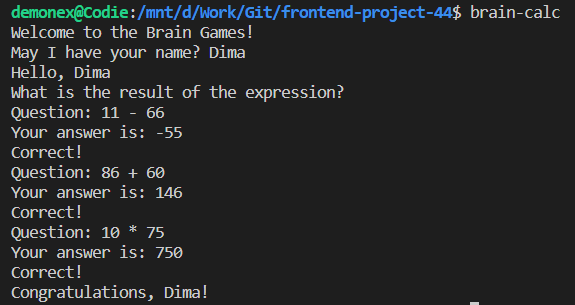 demonex@Codie:/mnt/d/Work/Git/frontend-project-44$ brain-calc
Welcome to the Brain Games!
May I have your name? Dima
Hello, Dima
What is the result of the expression?
Question: 11 - 66
Your answer is: -55
Correct!
Question: 86 + 60
Your answer is: 146
Correct!
Question: 10 * 75
Your answer is: 750
Correct!
Congratulations, Dima!